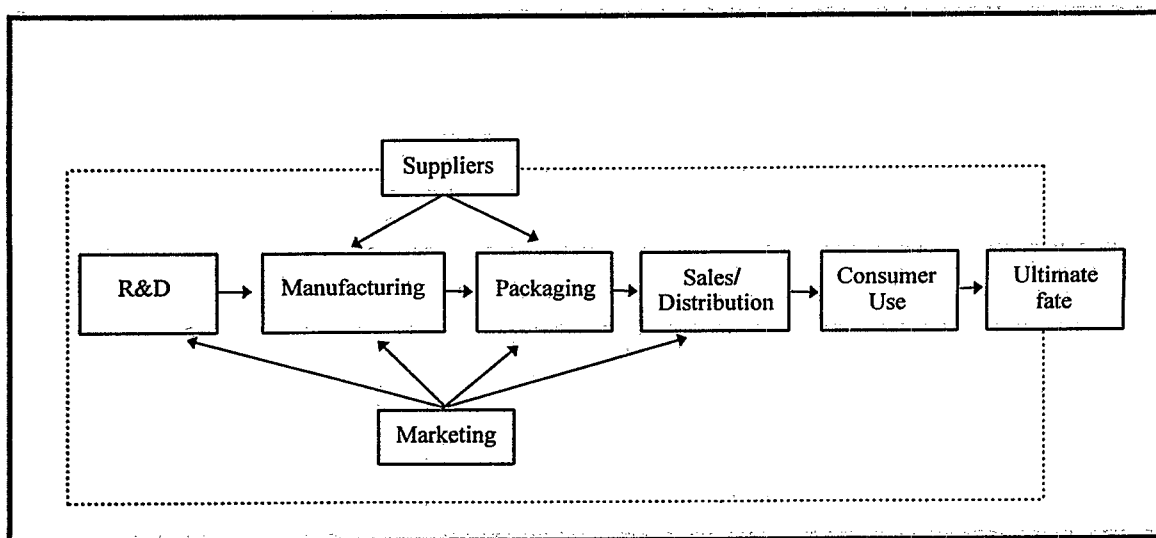 Suppliers
R&D
Manufacturing
Packaging
Sales/
Distribution
Consumer
Use
Ultimate
fate
Marketing